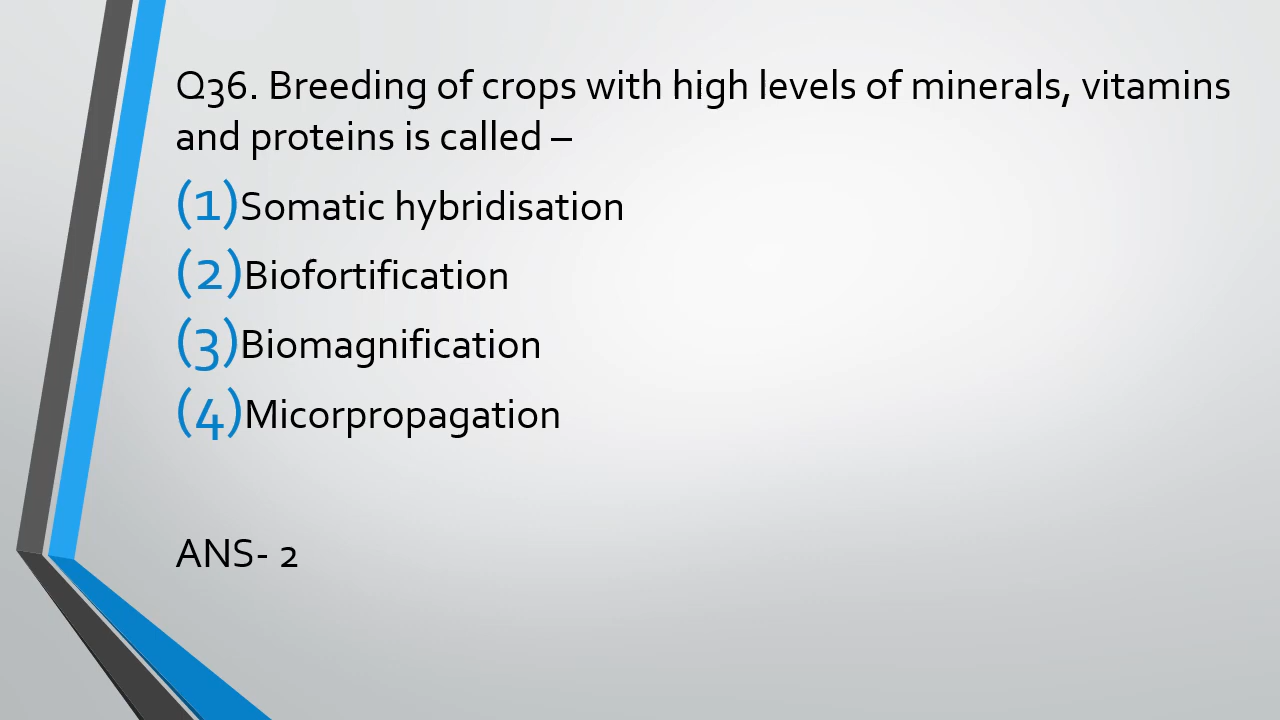 Q36. Breeding of crops with high levels of minerals, vitamins
and proteins is called –
(1)Somatic hybridisation
(2)Biofortification
(3)Biomagnification
(4)Micorpropagation
ANS- 2